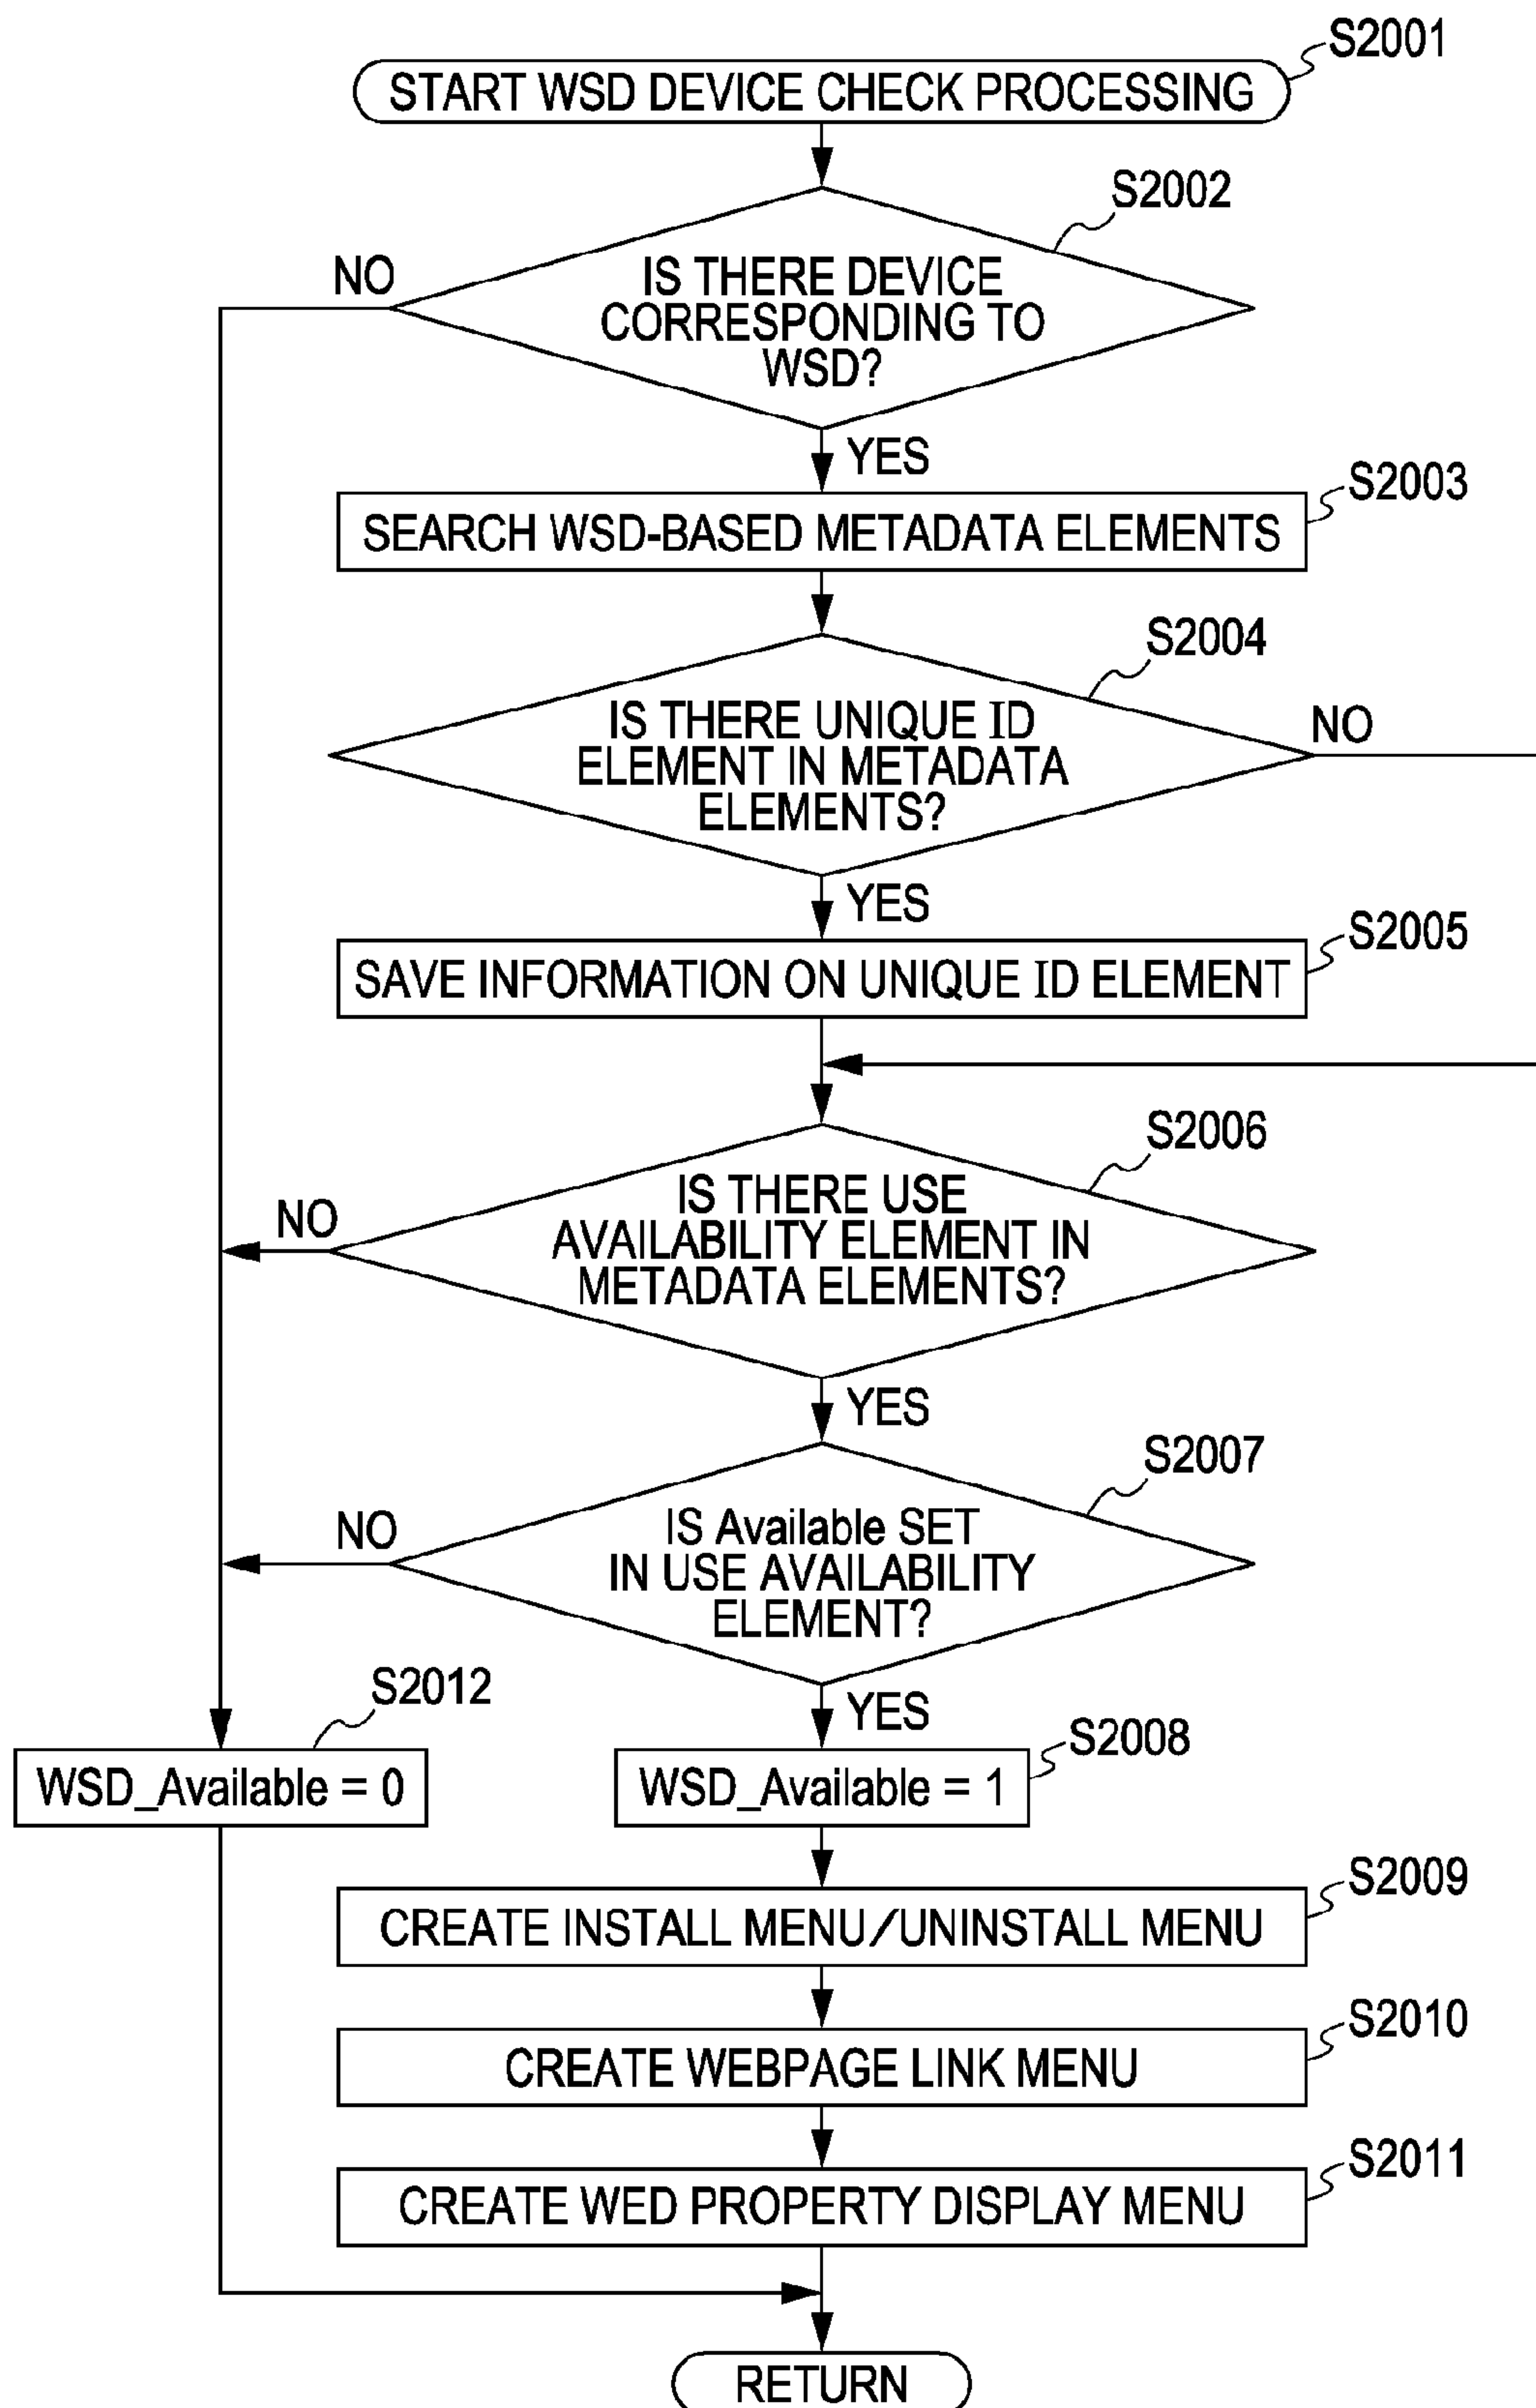 S2001
START WSD DEVICE CHECK PROCESSING
S2002
NO
IS THERE DEVICE
CORRESPONDING TO
WSD?
YES
S2003
SEARCH WSD-BASED METADATA ELEMENTS
S2004
IS THERE UNIQUE ID
ELEMENT IN METADATA
ELEMENTS?
NO
YES
S2005
SAVE INFORMATION ON UNIQUE ID ELEMENT
S2006
IS THERE USE
AVAILABILITY ELEMENT IN
METADATA ELEMENTS?
NO
YES
S2007
NO
IS Available SET
IN USE AVAILABILITY
ELEMENT?
S2012
YES
S2008
WSD_Available = 0
WSD_Available = 1
S2009
CREATE INSTALL MENU/UNINSTALL MENU
S2010
CREATE WEBPAGE LINK MENU
S2011
CREATE WED PROPERTY DISPLAY MENU
RETURN